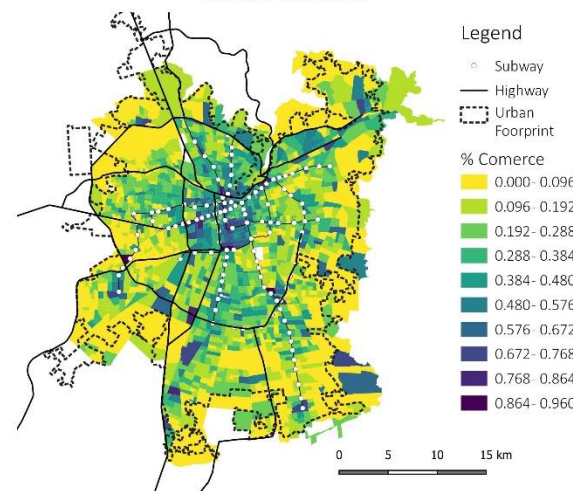 Legend
Subway
Highway
Urban
Foorprint
% Comerce
0.000- 0.096
0.096- 0.192
0.192- 0.288
0.288- 0.384
0.384- 0.480
0.480- 0.576
0.576- 0.672
0.672- 0.768
0.768- 0.864
0.864- 0.960
0 5 10 15 km